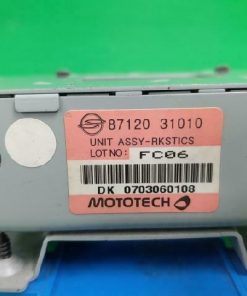 87120 31010
UNIT ASSY-RKSTICS
LOT NO: FC06
DK 0703060108
MOTOTECH